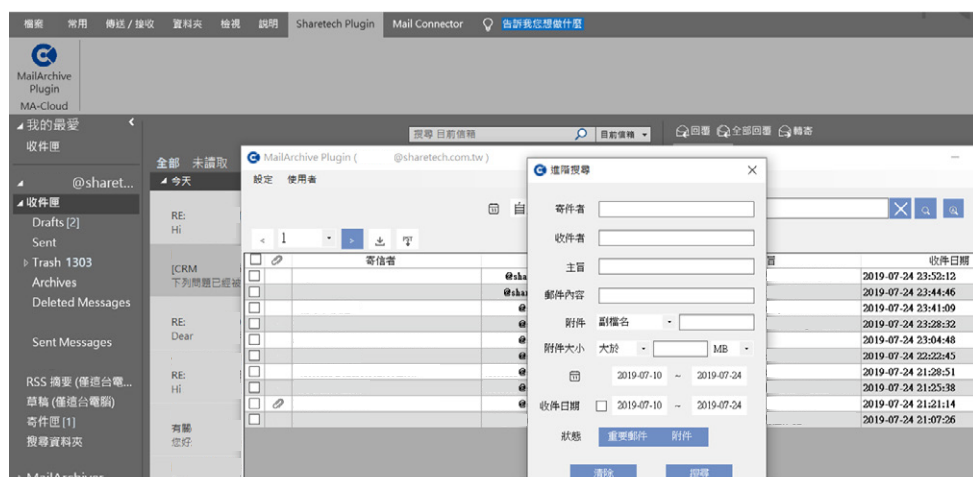 檔案 常用 傳送 / 接收 資料夾 檢視 說明 Sharetech Plugin Mail Connector 告訴我您想做什麼
MailArchive
Plugin
MA-Cloud
我的最愛
收件匣
@sharet...
收件匣
Drafts [2]
Sent
Trash 1303
Archives
Deleted Messages
Sent Messages
RSS 摘要 (僅這台電...
草稿 (僅這台電腦)
寄件匣 [1]
搜尋資料夾
搜尋 目前信箱 目前信箱
回覆 全部回覆 轉寄
全部 未讀取
今天
RE:
Hi
[CRM
下列問題已經被
RE:
Dear
RE:
Hi
有關
您好
MailArchive Plugin ( @sharetech.com.tw )
設定 使用者
自
1
寄信者
收件日期
@sha 2019-07-24 23:52:12
@shar 2019-07-24 23:44:46
@ 2019-07-24 23:41:09
@ 2019-07-24 23:28:32
@ 2019-07-24 23:04:48
@ 2019-07-24 22:22:45
@ 2019-07-24 21:28:51
@ 2019-07-24 21:25:38
@ 2019-07-24 21:21:14
@ 2019-07-24 21:07:26
進階搜尋
寄件者
收件者
主旨
郵件內容
附件 副檔名
附件大小 大於 MB
2019-07-10 ~ 2019-07-24
收件日期 2019-07-10 ~ 2019-07-24
狀態 重要郵件 附件
清除 搜尋